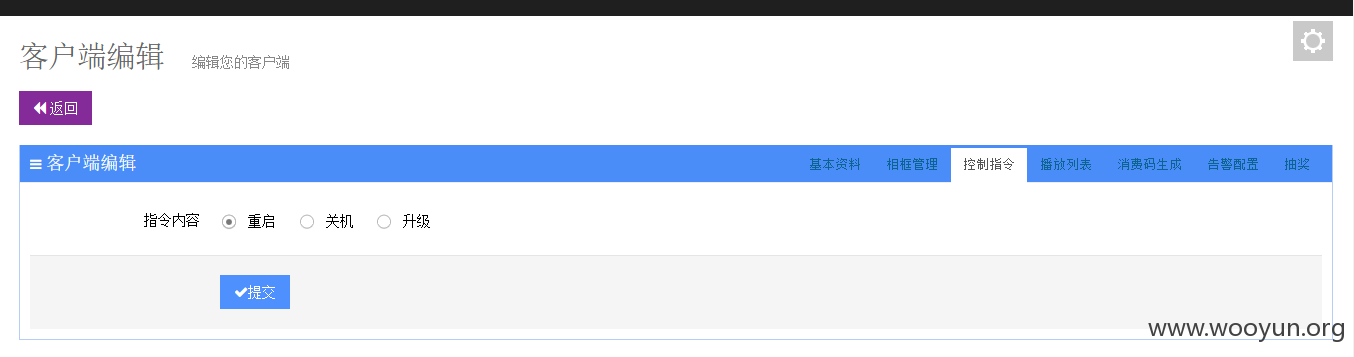 客户端编辑 编辑您的客户端
返回
客户端编辑 基本资料 相框管理 控制指令 播放列表 消费码生成 告警配置 抽奖
指令内容 重启 关机 升级
提交
www.wooyun.org